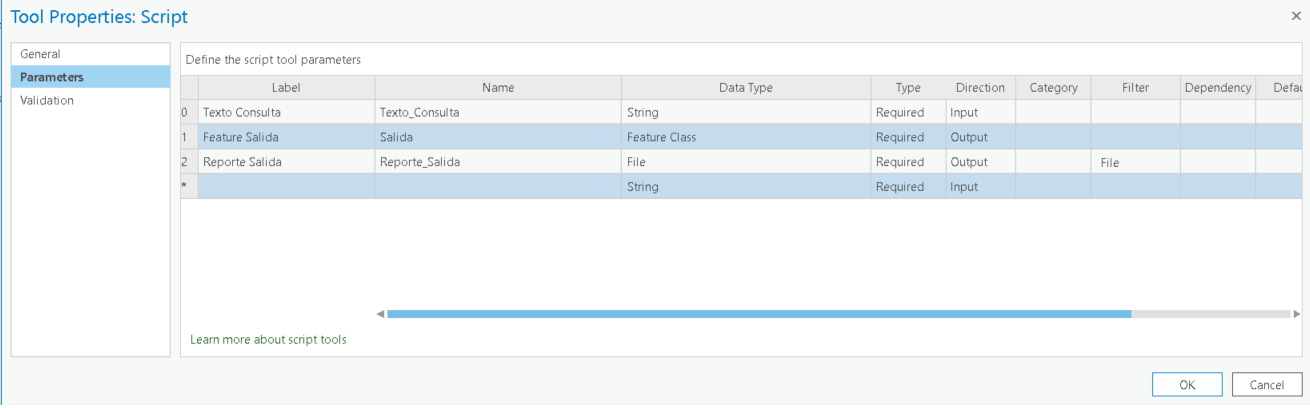 Tool Properties: Script
General
Parameters
Validation
Define the script tool parameters
Label Name Data Type Type Direction Category Filter Dependency Defau
0 Texto Consulta Texto_Consulta String Required Input
1 Feature Salida Salida Feature Class Required Output
2 Reporte Salida Reporte_Salida File Required Output File
* String Required Input
Learn more about script tools
OK Cancel